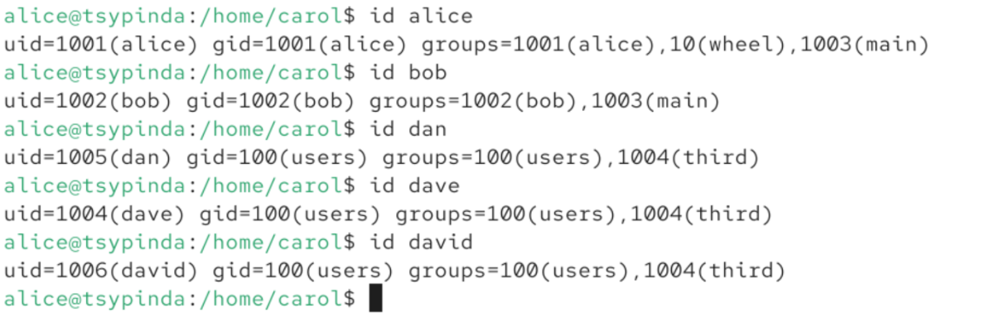 alice@tsypinda:/home/carol$ id alice
uid=1001(alice) gid=1001(alice) groups=1001(alice),10(wheel),1003(main)
alice@tsypinda:/home/carol$ id bob
uid=1002(bob) gid=1002(bob) groups=1002(bob),1003(main)
alice@tsypinda:/home/carol$ id dan
uid=1005(dan) gid=100(users) groups=100(users),1004(third)
alice@tsypinda:/home/carol$ id dave
uid=1004(dave) gid=100(users) groups=100(users),1004(third)
alice@tsypinda:/home/carol$ id david
uid=1006(david) gid=100(users) groups=100(users),1004(third)
alice@tsypinda:/home/carol$